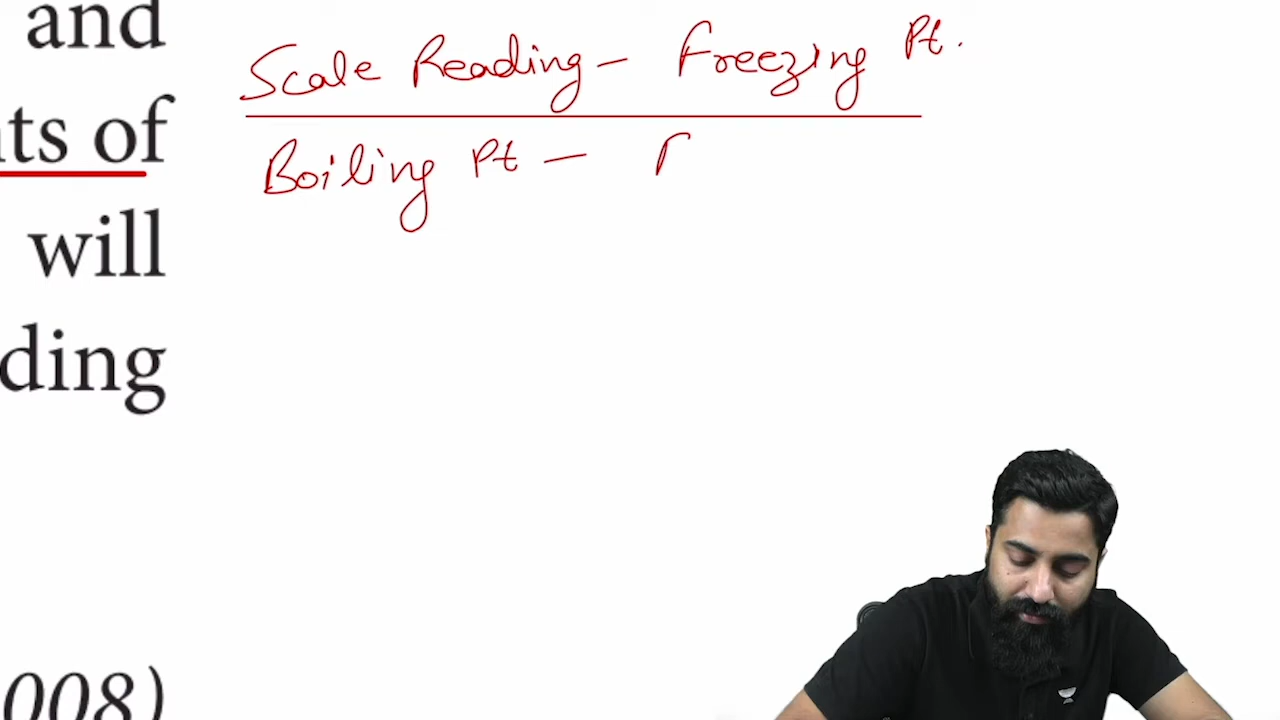 and
Scale Reading - Freezing Pt.
ts of
Boiling Pt -
will
ding
008)